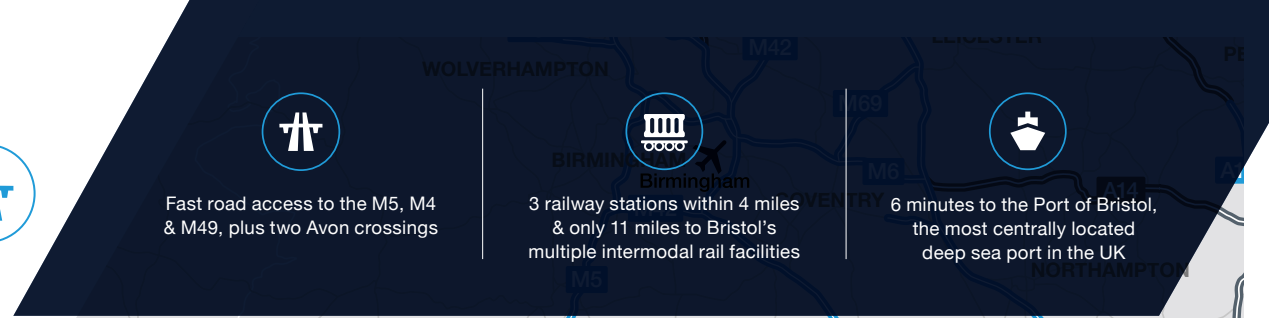 M42
WOLVERHAMPTON
M69
BIRMINGHAM
Birmingham
M6
COVENTRY
A14
Fast road access to the M5, M4
& M49, plus two Avon crossings
3 railway stations within 4 miles
& only 11 miles to Bristol's
multiple intermodal rail facilities
6 minutes to the Port of Bristol,
the most centrally located
deep sea port in the UK
NORTHAMPTON
M5